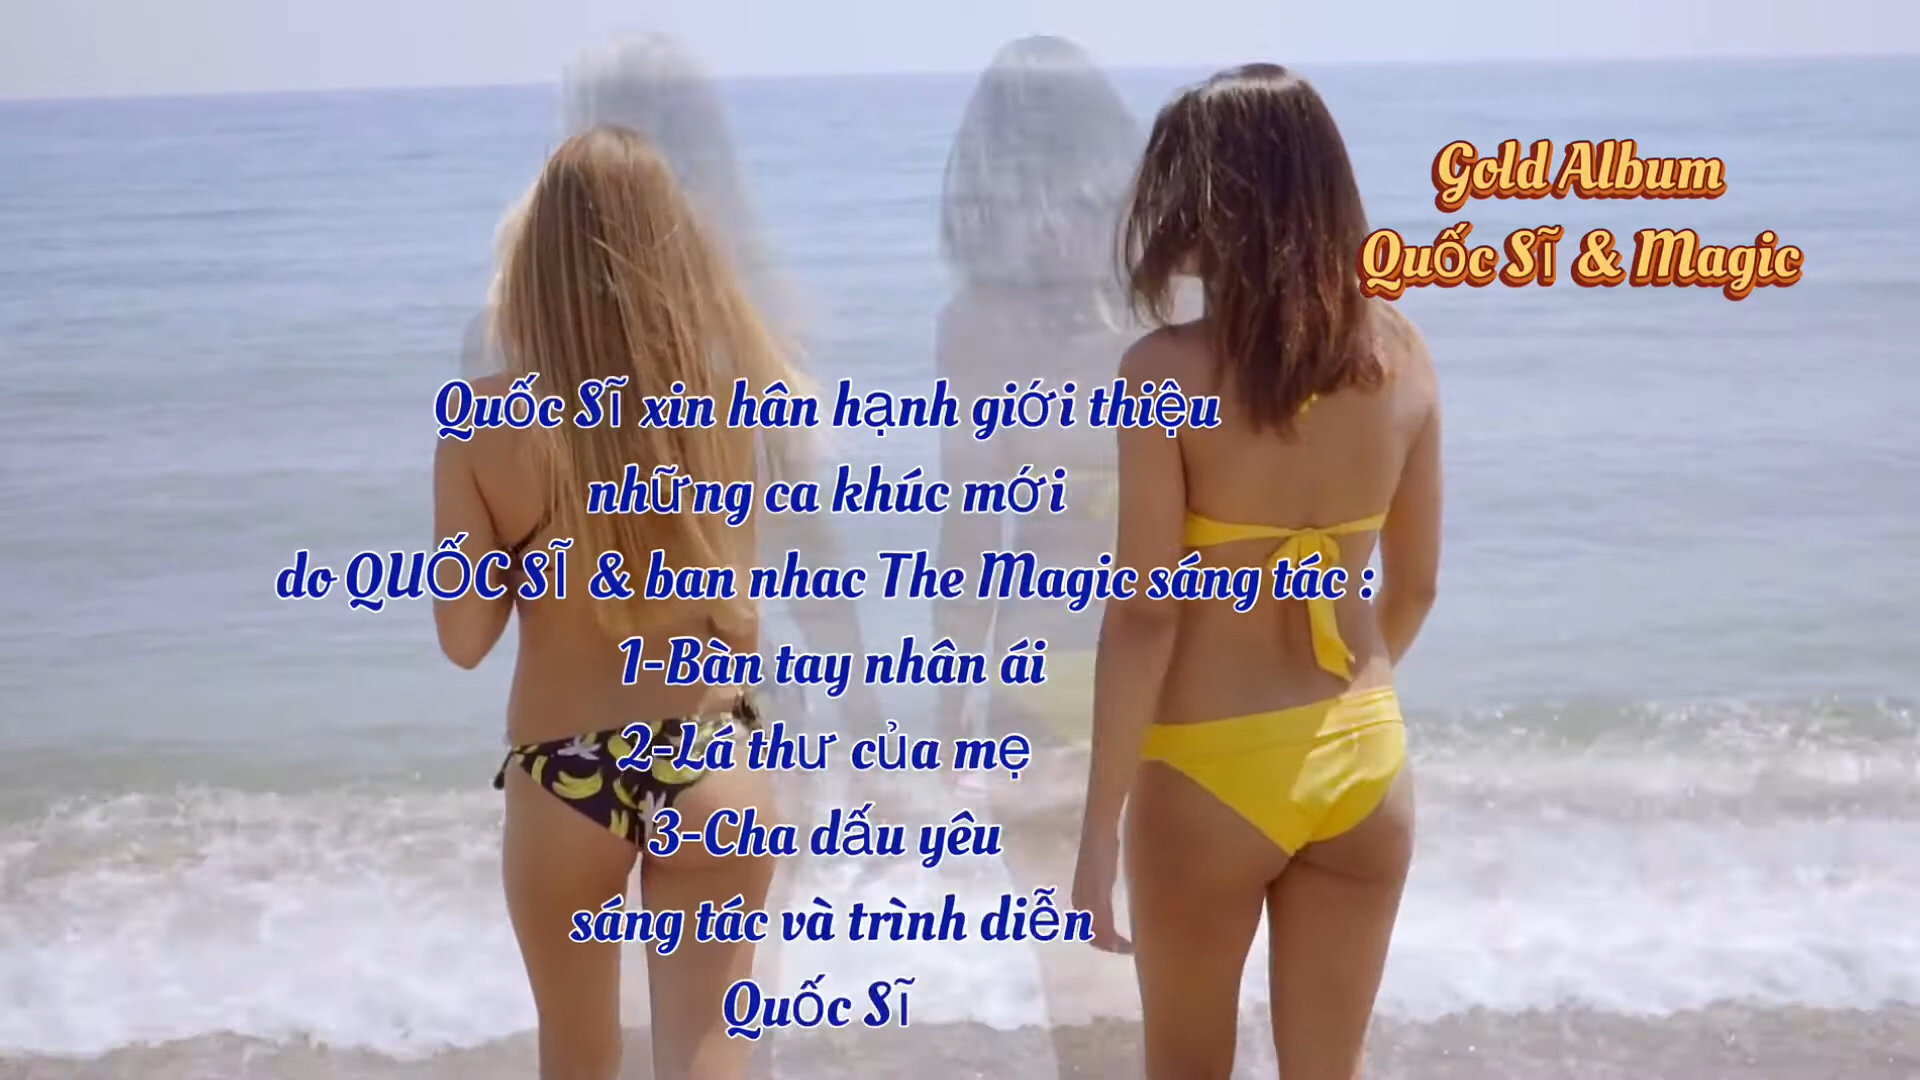 Gold Album
Quốc Sĩ & Magic
Quốc Sĩ xin hân hạnh giới thiệu
những ca khúc mới
do QUỐC SĨ & ban nhac The Magic sáng tác :
1-Bàn tay nhân ái
2-Lá thư của mẹ
3-Cha dấu yêu
sáng tác và trình diễn
Quốc Sĩ